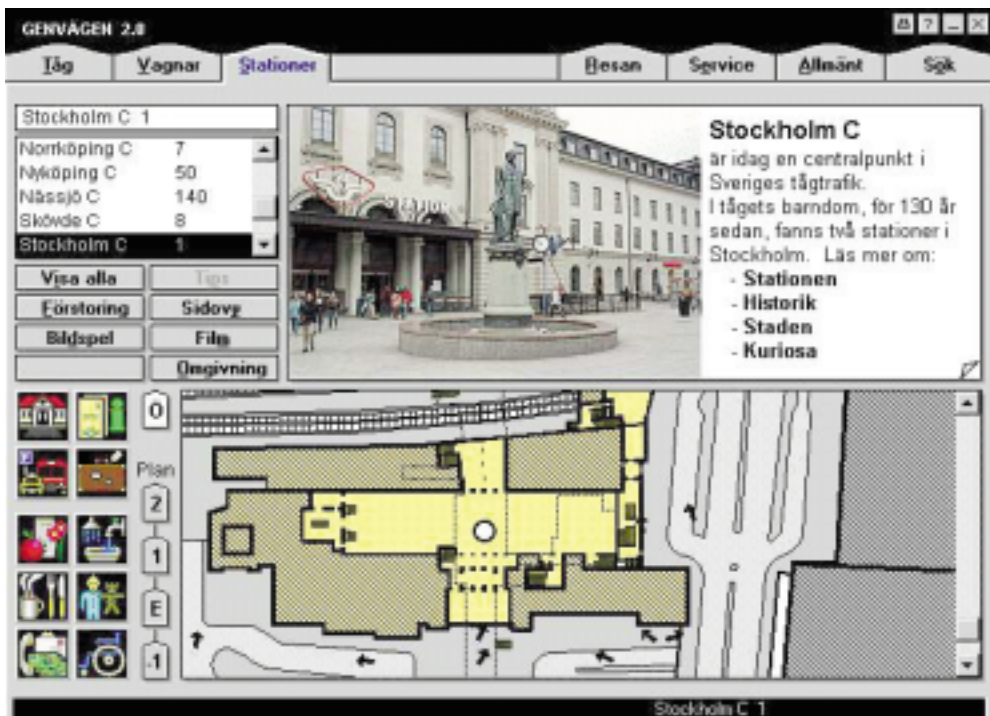 GENVÄGEN 2.0
Tåg Vagnar Stationer Resan Service Allmänt Sök
Stockholm C 1
Norrköping C 7
Nyköping C 50
Nässjö C 140
Skövde C 8
Stockholm C 1
Visa alla Tips
Förstoring Sidovy
Bildspel Film
Omgivning
Stockholm C
är idag en centralpunkt i
Sveriges tågtrafik.
I tågets barndom, för 130 år
sedan, fanns två stationer i
Stockholm. Läs mer om:
- Stationen
- Historik
- Staden
- Kuriosa
0
Plan
2
1
E
-1
Stockholm C 1